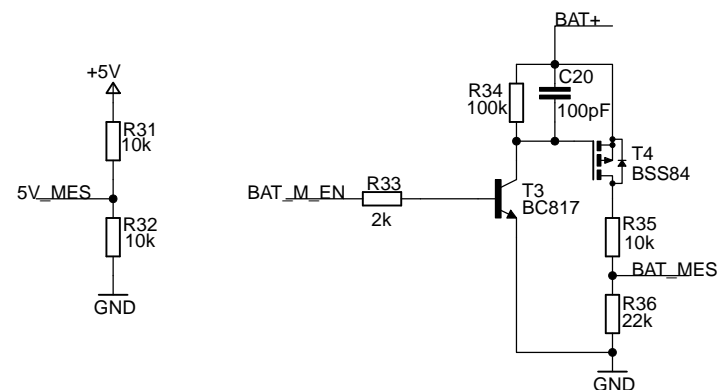 BAT+
+5V
C20
R34
100k
100pF
R31
10k
T4
BSS84
5V_MES
BAT_M_EN
R33
2k
T3
BC817
R32
10k
R35
10k
BAT_MES
R36
22k
GND
GND